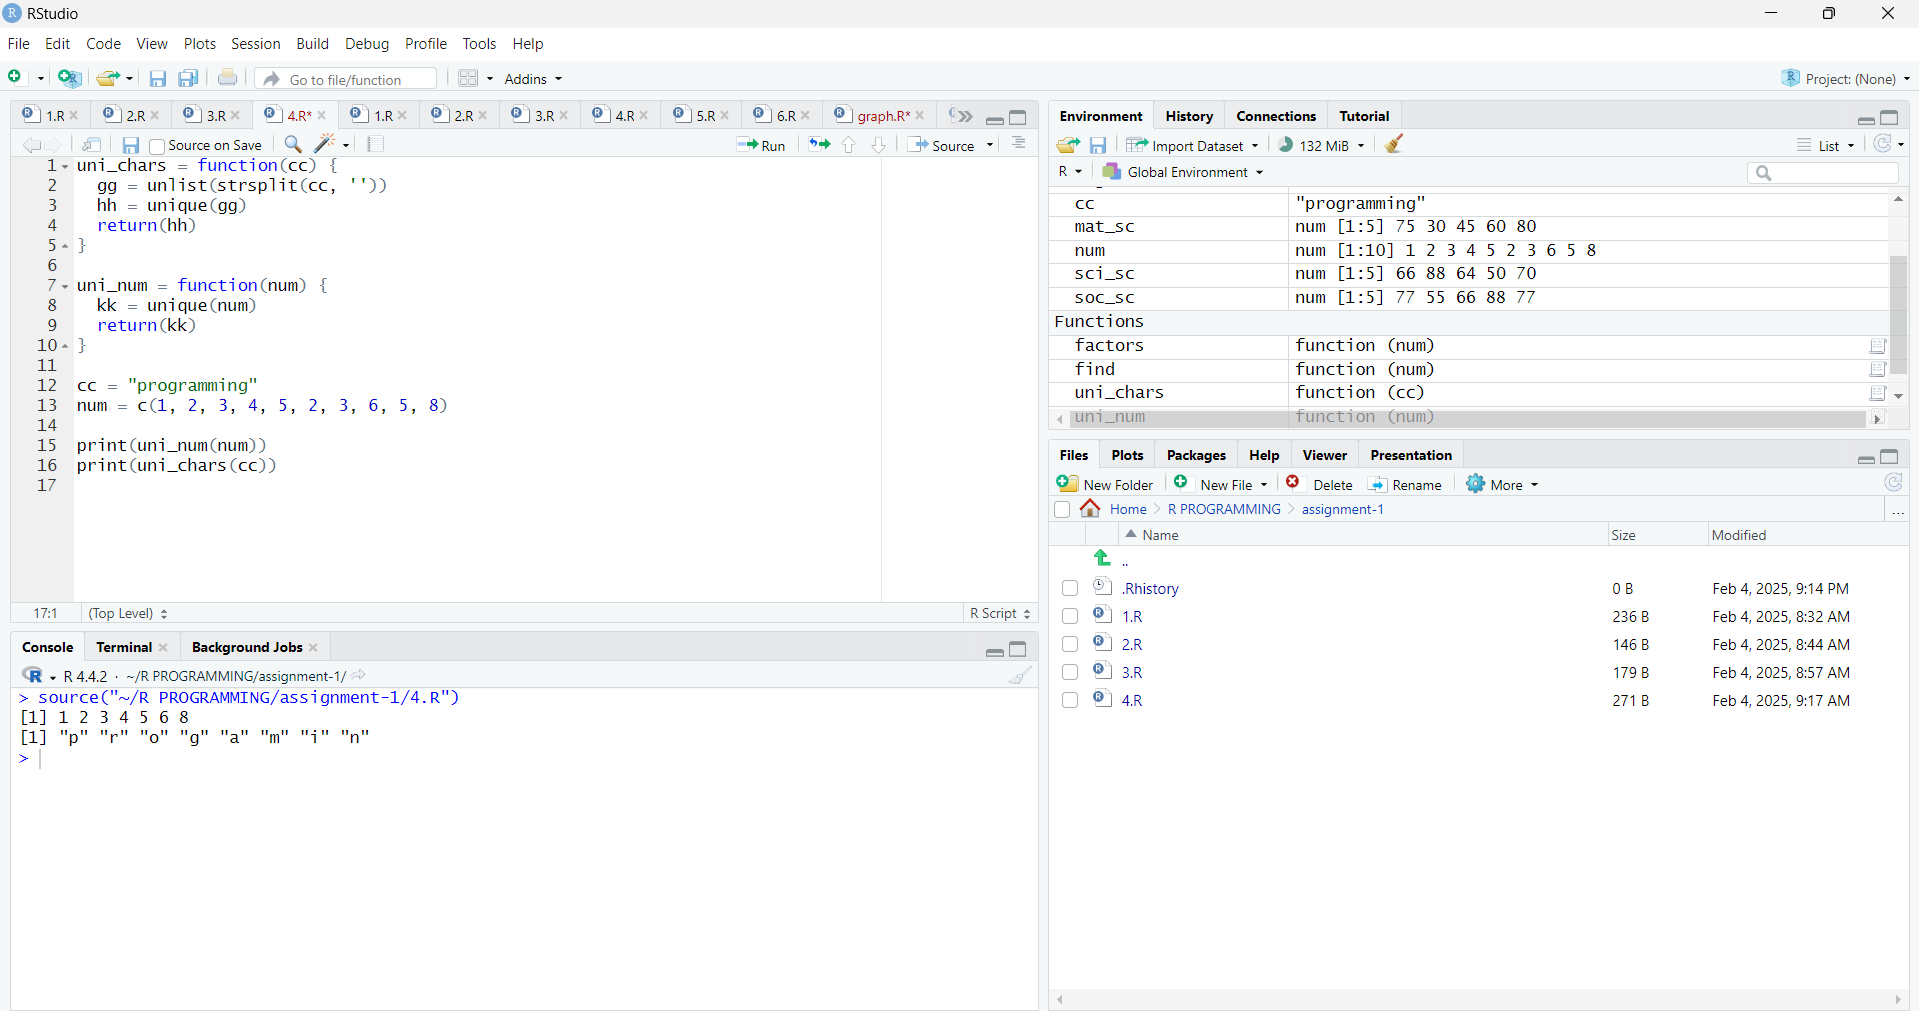 RStudio
File Edit Code View Plots Session Build Debug Profile Tools Help
Go to file/function Addins Project: (None)
1.R 2.R 3.R 4.R* 1.R 2.R 3.R 4.R 5.R 6.R graph.R*
Source on Save Run Source
1 uni_chars = function(cc) {
2 gg = unlist(strsplit(cc, ''))
3 hh = unique(gg)
4 return(hh)
5 }
6
7 uni_num = function(num) {
8 kk = unique(num)
9 return(kk)
10 }
11
12 cc = "programming"
13 num = c(1, 2, 3, 4, 5, 2, 3, 6, 5, 8)
14
15 print(uni_num(num))
16 print(uni_chars(cc))
17
17:1 (Top Level) R Script
Console Terminal Background Jobs
R 4.4.2 · ~/R PROGRAMMING/assignment-1/
> source("~/R PROGRAMMING/assignment-1/4.R")
[1] 1 2 3 4 5 6 8
[1] "p" "r" "o" "g" "a" "m" "i" "n"
>
Environment History Connections Tutorial
Import Dataset 132 MiB List
R Global Environment
cc "programming"
mat_sc num [1:5] 75 30 45 60 80
num num [1:10] 1 2 3 4 5 2 3 6 5 8
sci_sc num [1:5] 66 88 64 50 70
soc_sc num [1:5] 77 55 66 88 77
Functions
factors function (num)
find function (num)
uni_chars function (cc)
uni_num function (num)
Files Plots Packages Help Viewer Presentation
New Folder New File Delete Rename More
Home R PROGRAMMING assignment-1 ...
Name Size Modified
..
.Rhistory 0 B Feb 4, 2025, 9:14 PM
1.R 236 B Feb 4, 2025, 8:32 AM
2.R 146 B Feb 4, 2025, 8:44 AM
3.R 179 B Feb 4, 2025, 8:57 AM
4.R 271 B Feb 4, 2025, 9:17 AM